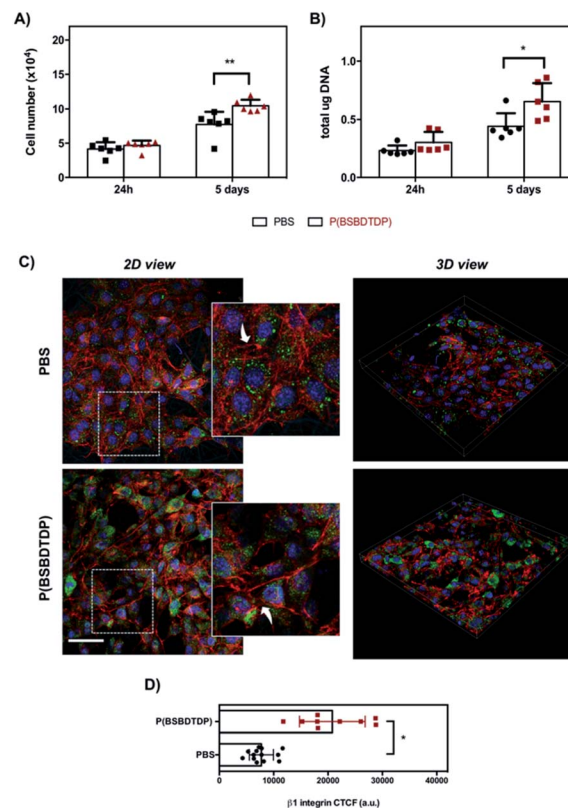 A)
Cell number (x10⁴)
20
15
10
5
0
**
24h
5 days
B)
total ug DNA
1.0
0.5
0.0
*
24h
5 days
PBS
P(BSBDTDP)
C)
2D view
3D view
PBS
P(BSBDTDP)
D)
P(BSBDTDP)
PBS
*
0
10000
20000
30000
40000
β1 integrin CTCF (a.u.)